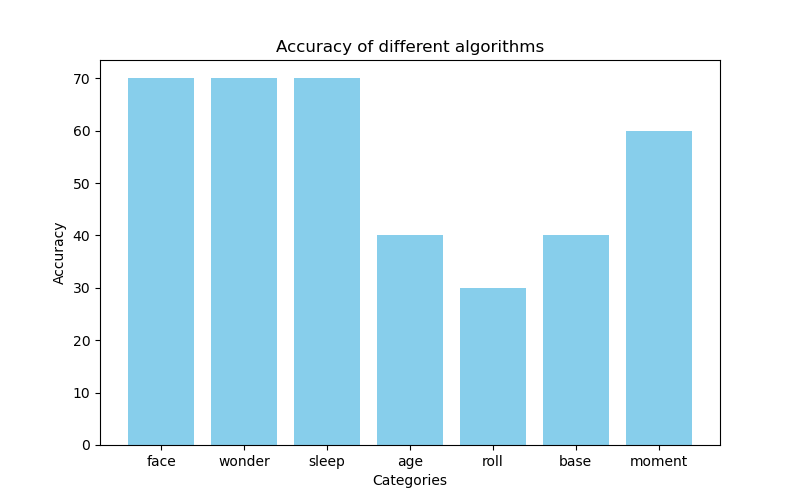 Accuracy of different algorithms
Accuracy
70
60
50
40
30
20
10
0
face wonder sleep age roll base moment
Categories